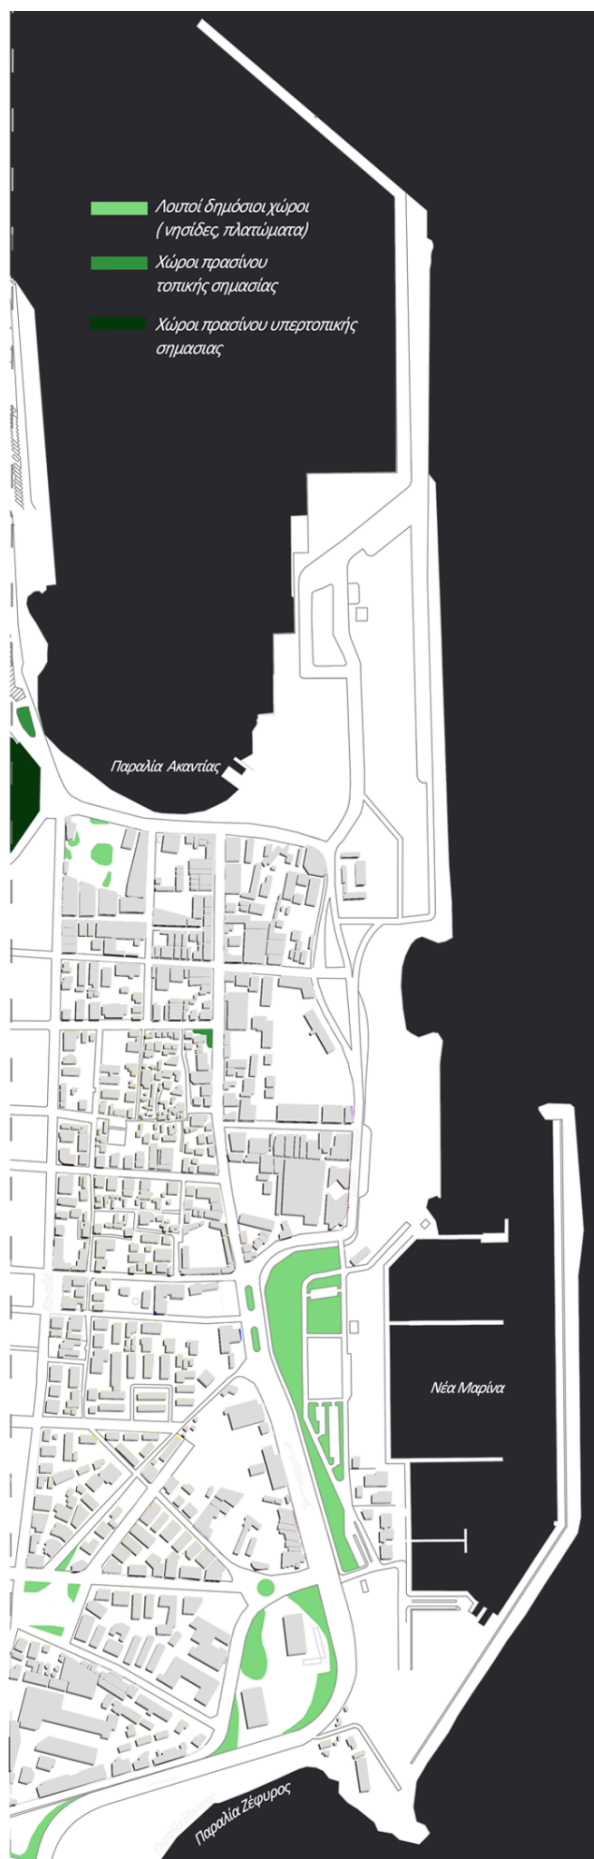 Λοιποί δημόσιοι χώροι
( νησίδες, πλατώματα)
Χώροι πρασίνου
τοπικής σημασίας
Χώροι πρασίνου υπερτοπικής
σημασιας
Παραλία Ακαντίας
Νέα Μαρίνα
Παραλία Ζέφυρος